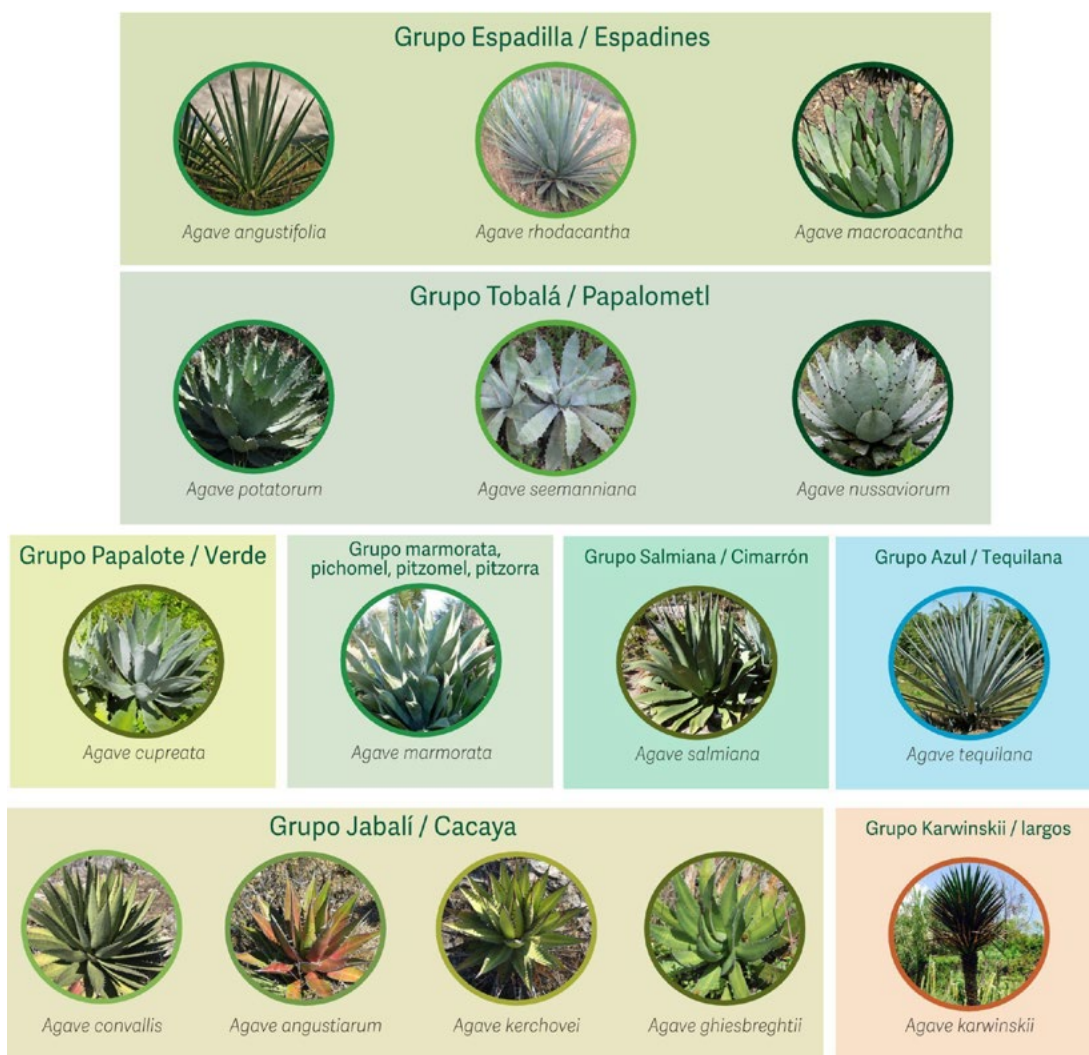 Grupo Espadilla / Espadines
Agave angustifolia
Agave rhodacantha
Agave macroacantha
Grupo Tobalá / Papalometl
Agave potatorum
Agave seemanniana
Agave nussaviorum
Grupo Papalote / Verde
Agave cupreata
Grupo marmorata,
pichomel, pitzomel, pitzorra
Agave marmorata
Grupo Salmiana / Cimarrón
Agave salmiana
Grupo Azul / Tequilana
Agave tequilana
Grupo Jabalí / Cacaya
Agave convallis
Agave angustiarum
Agave kerchovei
Agave ghiesbreghtii
Grupo Karwinskii / largos
Agave karwinskii